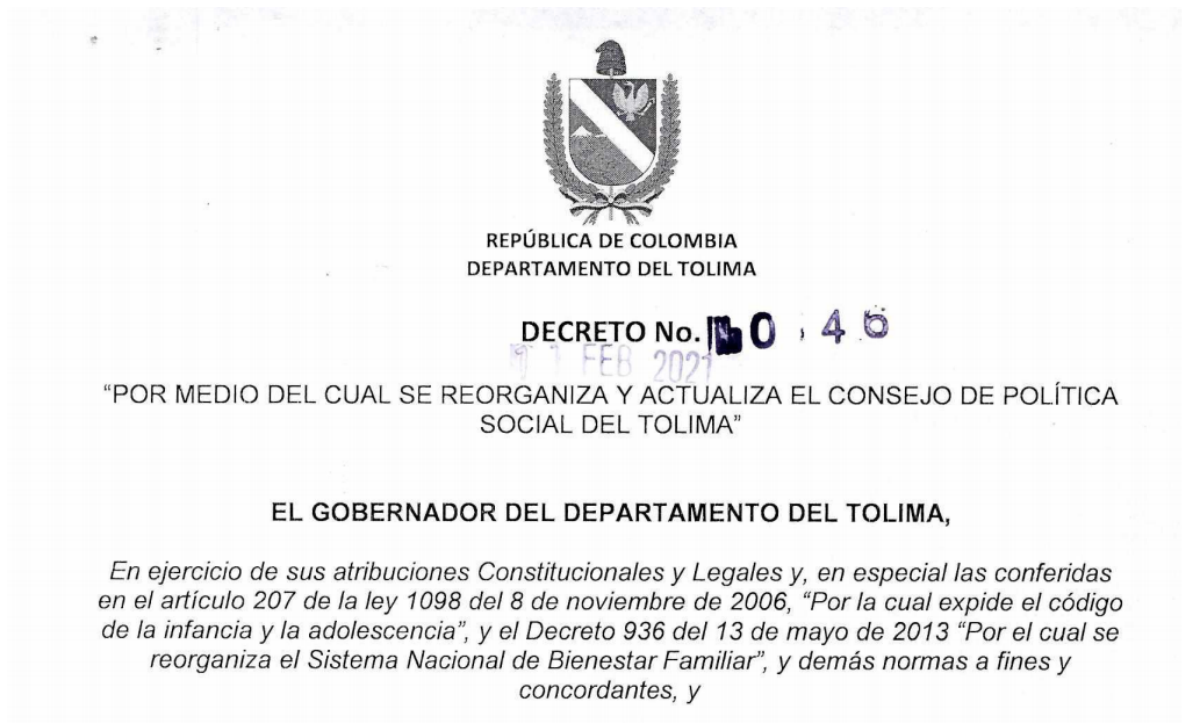 REPÚBLICA DE COLOMBIA
DEPARTAMENTO DEL TOLIMA
DECRETO No. 0 46
FEB 2021
“POR MEDIO DEL CUAL SE REORGANIZA Y ACTUALIZA EL CONSEJO DE POLÍTICA
SOCIAL DEL TOLIMA”
EL GOBERNADOR DEL DEPARTAMENTO DEL TOLIMA,
En ejercicio de sus atribuciones Constitucionales y Legales y, en especial las conferidas
en el artículo 207 de la ley 1098 del 8 de noviembre de 2006, “Por la cual expide el código
de la infancia y la adolescencia”, y el Decreto 936 del 13 de mayo de 2013 “Por el cual se
reorganiza el Sistema Nacional de Bienestar Familiar”, y demás normas a fines y
concordantes, y